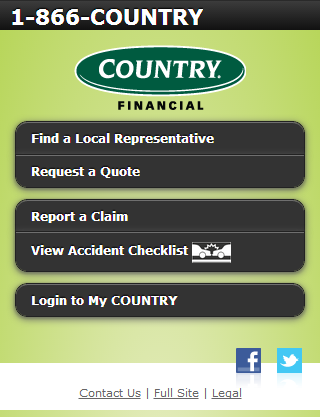 1-866-COUNTRY
COUNTRY®
FINANCIAL
Find a Local Representative
Request a Quote
Report a Claim
View Accident Checklist
Login to My COUNTRY
f
Contact Us | Full Site | Legal